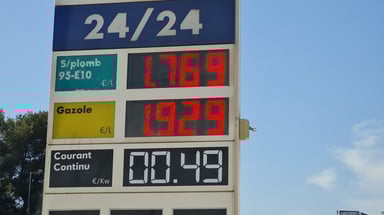 24/24
S/plomb
95-E10
€/L
1.769
Gazole
€/L
1.929
Courant
Continu
€/Kw
00.49